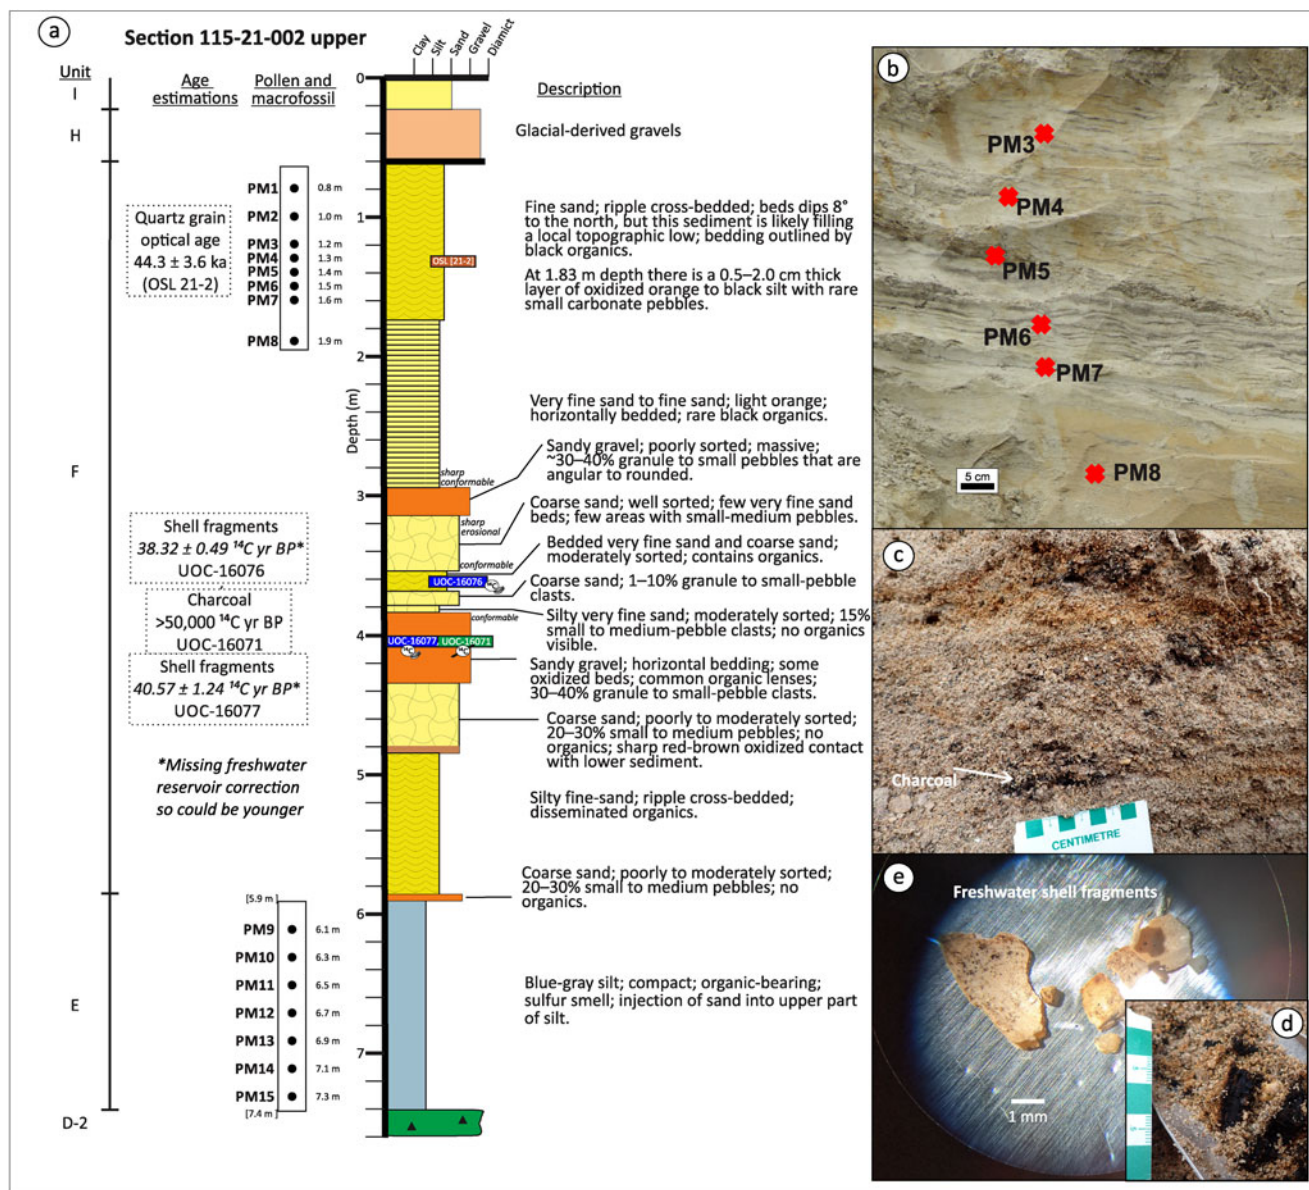 a
Section 115-21-002 upper
Clay
Silt
Sand
Gravel
Diamict
Unit
Age
estimations
Pollen and
macrofossil
Description
I
H
F
E
D-2
Depth (m)
0
1
2
3
4
5
6
7
Glacial-derived gravels
PM1 0.8 m
PM2 1.0 m
PM3 1.2 m
PM4 1.3 m
PM5 1.4 m
PM6 1.5 m
PM7 1.6 m
PM8 1.9 m
Quartz grain
optical age
44.3 ± 3.6 ka
(OSL 21-2)
OSL [21-2]
Fine sand; ripple cross-bedded; beds dips 8°
to the north, but this sediment is likely filling
a local topographic low; bedding outlined by
black organics.
At 1.83 m depth there is a 0.5–2.0 cm thick
layer of oxidized orange to black silt with rare
small carbonate pebbles.
Very fine sand to fine sand; light orange;
horizontally bedded; rare black organics.
sharp
conformable
Sandy gravel; poorly sorted; massive;
~30–40% granule to small pebbles that are
angular to rounded.
sharp
erosional
Coarse sand; well sorted; few very fine sand
beds; few areas with small-medium pebbles.
conformable
Bedded very fine sand and coarse sand;
moderately sorted; contains organics.
UOC-16076
14C
Coarse sand; 1–10% granule to small-pebble
clasts.
Silty very fine sand; moderately sorted; 15%
small to medium-pebble clasts; no organics
visible.
conformable
UOC-16077,
UOC-16071
14C
14C
Sandy gravel; horizontal bedding; some
oxidized beds; common organic lenses;
30–40% granule to small-pebble clasts.
Coarse sand; poorly to moderately sorted;
20–30% small to medium pebbles; no
organics; sharp red-brown oxidized contact
with lower sediment.
Silty fine-sand; ripple cross-bedded;
disseminated organics.
Coarse sand; poorly to moderately sorted;
20–30% small to medium pebbles; no
organics.
Blue-gray silt; compact; organic-bearing;
sulfur smell; injection of sand into upper part
of silt.
Shell fragments
38.32 ± 0.49 ¹⁴C yr BP*
UOC-16076
Charcoal
>50,000 ¹⁴C yr BP
UOC-16071
Shell fragments
40.57 ± 1.24 ¹⁴C yr BP*
UOC-16077
*Missing freshwater
reservoir correction
so could be younger
[5.9 m]
PM9 6.1 m
PM10 6.3 m
PM11 6.5 m
PM12 6.7 m
PM13 6.9 m
PM14 7.1 m
PM15 7.3 m
[7.4 m]
b
PM3
PM4
PM5
PM6
PM7
PM8
5 cm
c
Charcoal
CENTIMETRE
e
Freshwater shell fragments
1 mm
d